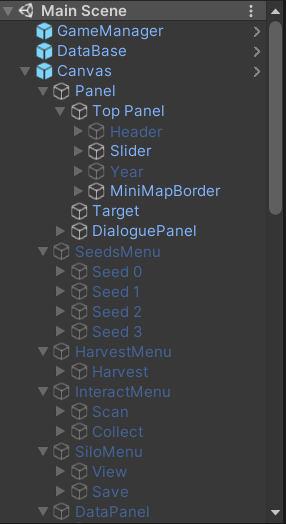 Main Scene
GameManager
DataBase
Canvas
Panel
Top Panel
Header
Slider
Year
MiniMapBorder
Target
DialoguePanel
SeedsMenu
Seed 0
Seed 1
Seed 2
Seed 3
HarvestMenu
Harvest
InteractMenu
Scan
Collect
SiloMenu
View
Save
DataPanel